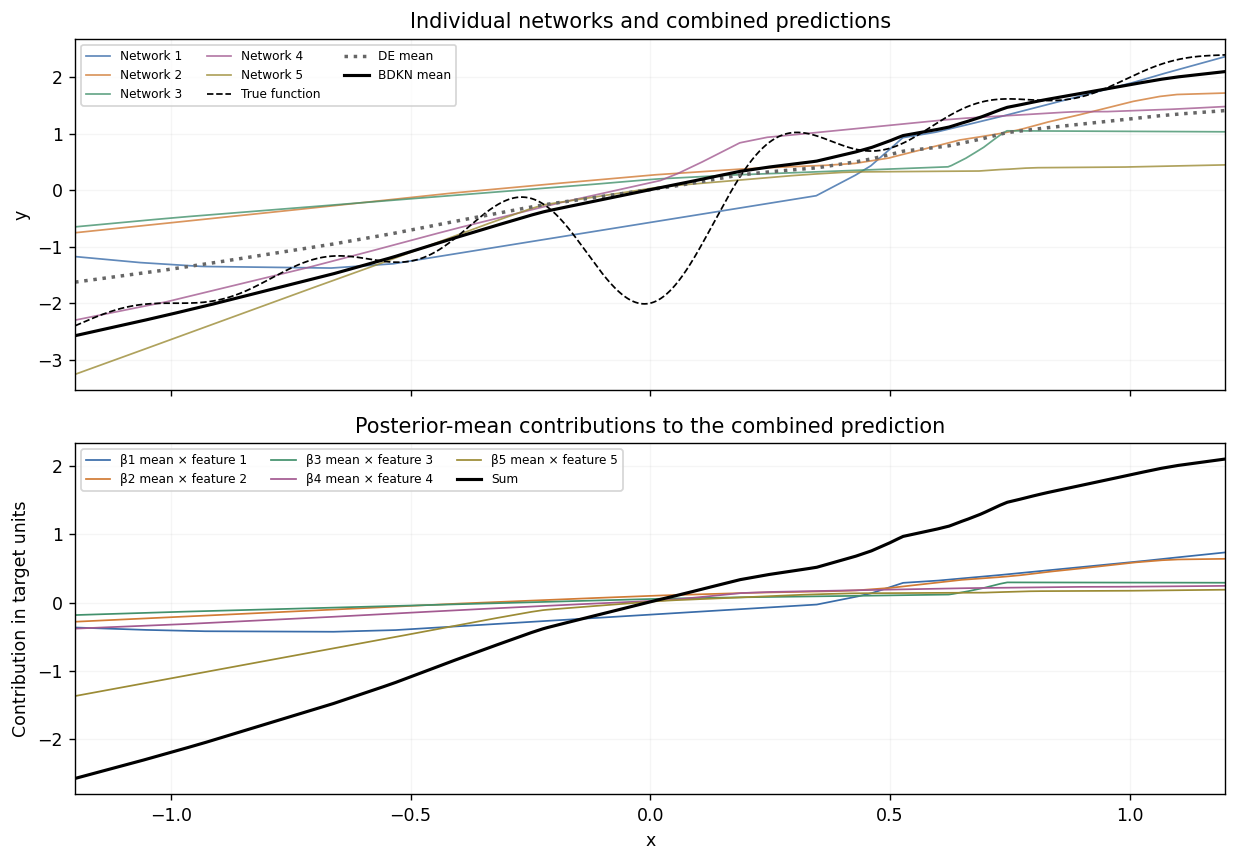 Individual networks and combined predictions
Network 1
Network 2
Network 3
Network 4
Network 5
True function
DE mean
BDKN mean
2
1
0
−1
−2
−3
y
Posterior-mean contributions to the combined prediction
β1 mean × feature 1
β2 mean × feature 2
β3 mean × feature 3
β4 mean × feature 4
β5 mean × feature 5
Sum
2
1
0
−1
−2
Contribution in target units
−1.0
−0.5
0.0
0.5
1.0
x